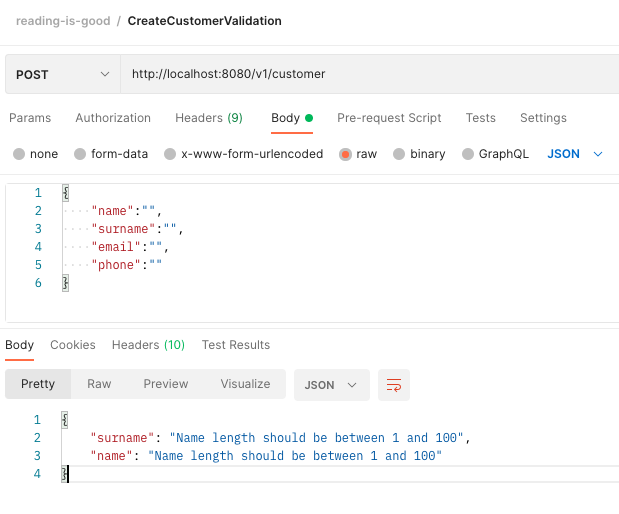 reading-is-good / CreateCustomerValidation
POST http://localhost:8080/v1/customer
Params Authorization Headers (9) Body Pre-request Script Tests Settings
none form-data x-www-form-urlencoded raw binary GraphQL JSON
1 {
2 ····"name":"",
3 ····"surname":"",
4 ····"email":"",
5 ····"phone":""
6 }
Body Cookies Headers (10) Test Results
Pretty Raw Preview Visualize JSON
1 {
2 "surname": "Name length should be between 1 and 100",
3 "name": "Name length should be between 1 and 100"
4 }